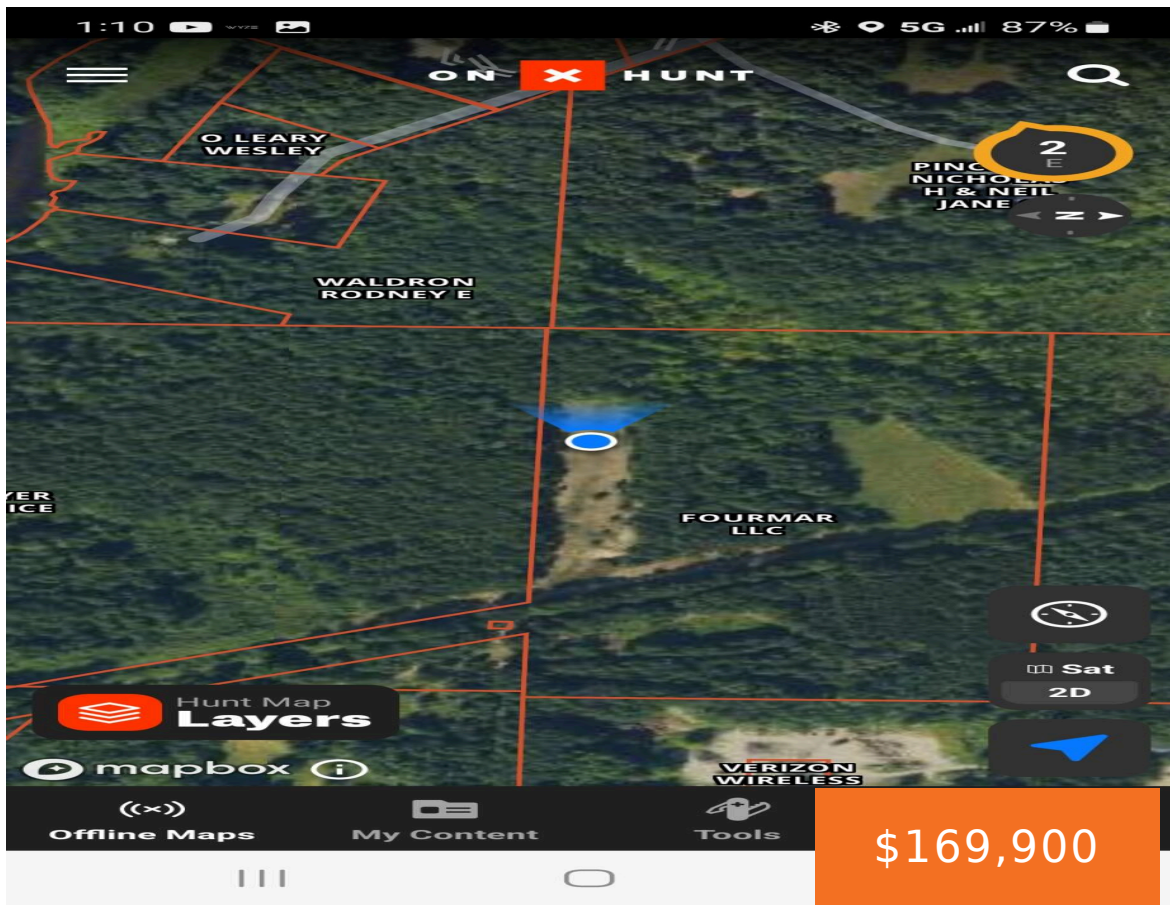 1:10 87%
5G
ON X HUNT
O LEARY
WESLEY
2
E
NICHOLAS
H & NEIL
JANE
N
WALDRON
RODNEY E
FOURMAR
LLC
Sat
2D
Hunt Map
Layers
mapbox
VERIZON
WIRELESS
Offline Maps
My Content
Tools
$169,900